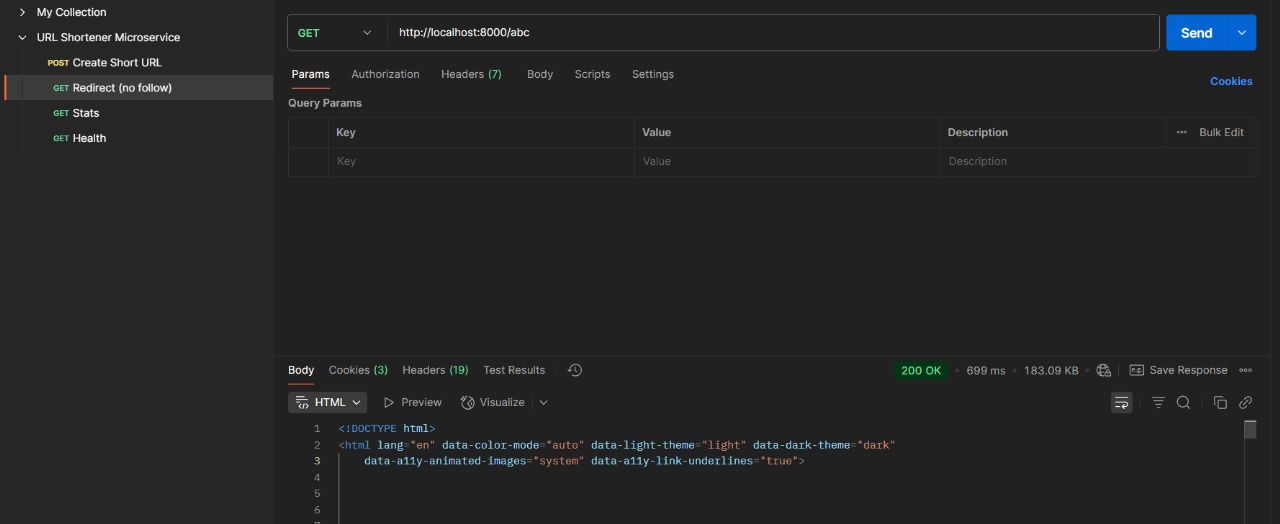 My Collection
URL Shortener Microservice
POST Create Short URL
GET Redirect (no follow)
GET Stats
GET Health
GET http://localhost:8000/abc Send
Params Authorization Headers (7) Body Scripts Settings Cookies
Query Params
Key Value Description ••• Bulk Edit
Key Value Description
Body Cookies (3) Headers (19) Test Results 200 OK • 699 ms • 183.09 KB • e.g. Save Response •••
HTML Preview Visualize
1 <!DOCTYPE html>
2 <html lang="en" data-color-mode="auto" data-light-theme="light" data-dark-theme="dark"
3 data-a11y-animated-images="system" data-a11y-link-underlines="true">
4
5
6